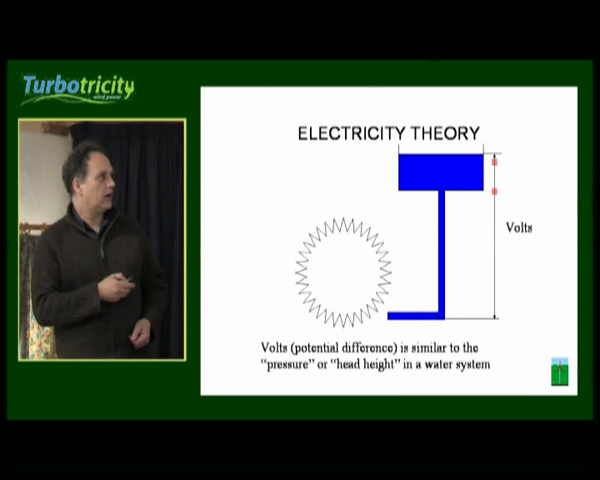 Turbotricity
wind power
ELECTRICITY THEORY
Volts
Volts (potential difference) is similar to the
“pressure” or “head height” in a water system